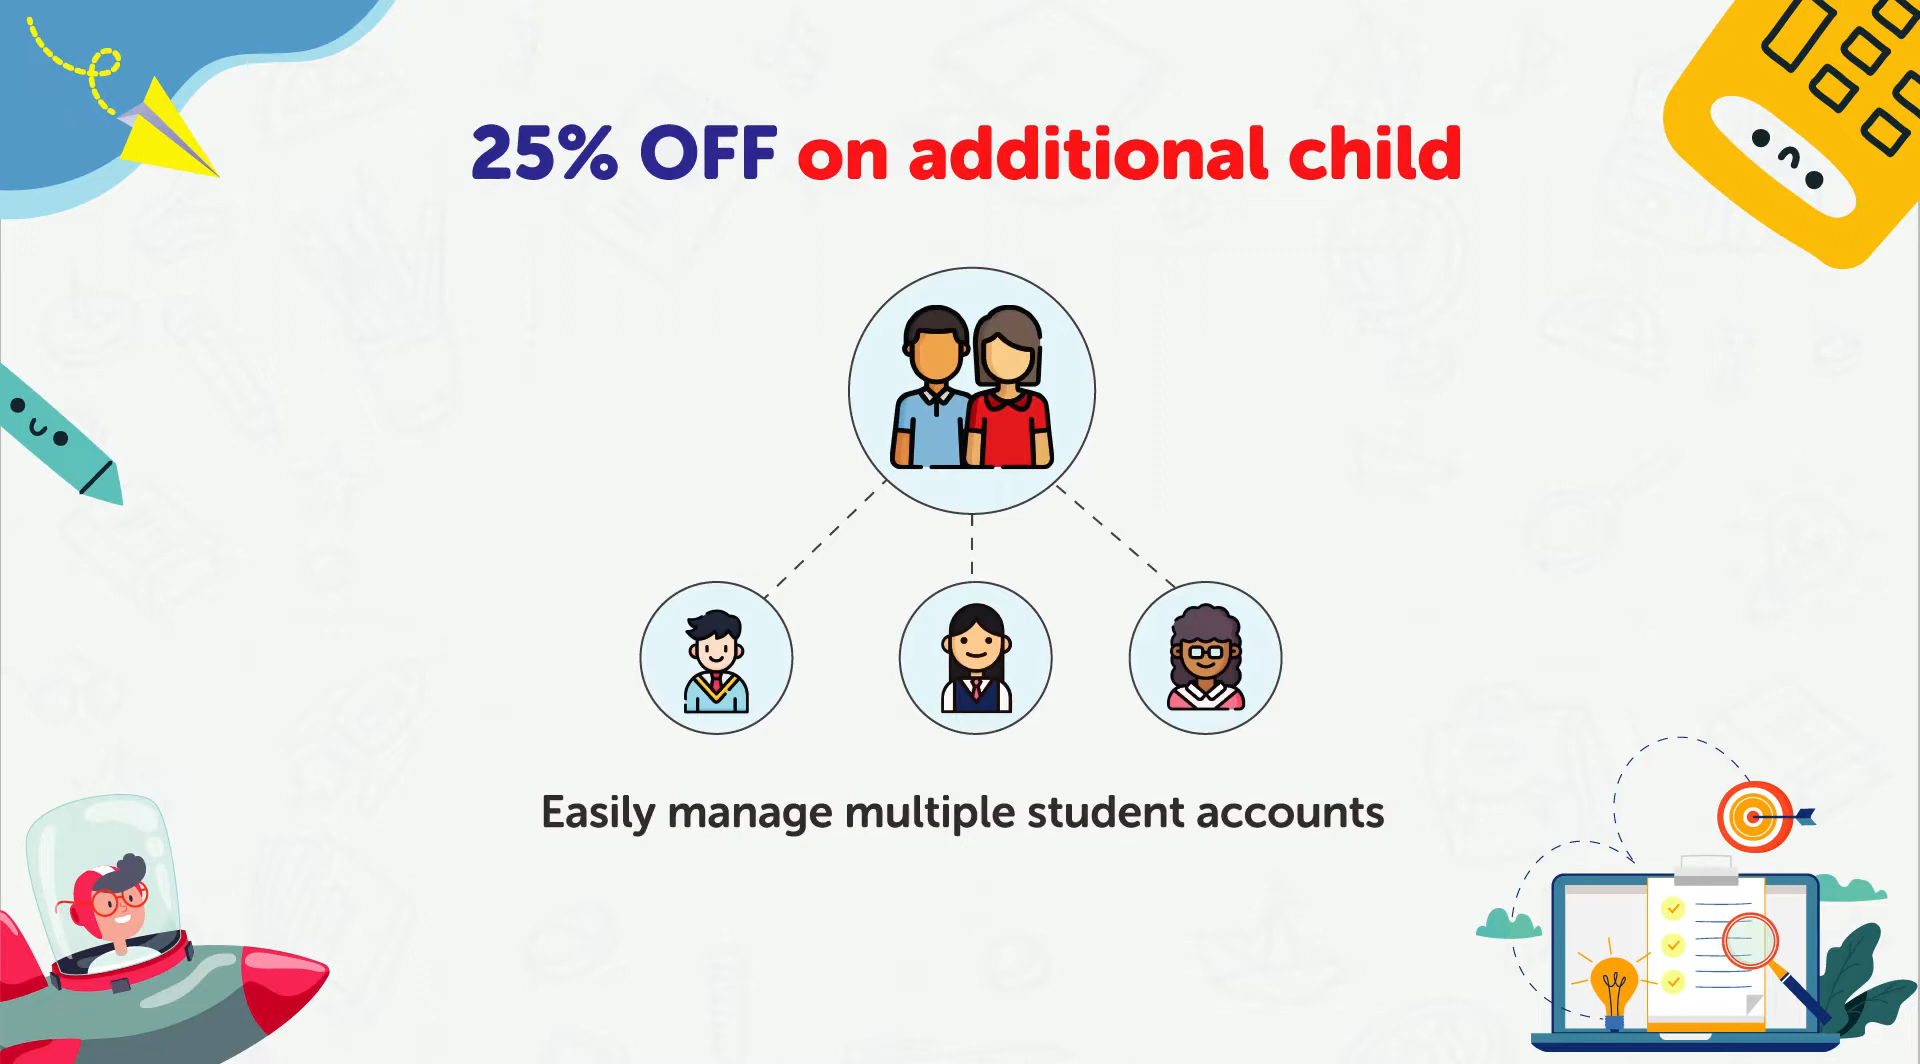 25% OFF on additional child
Easily manage multiple student accounts